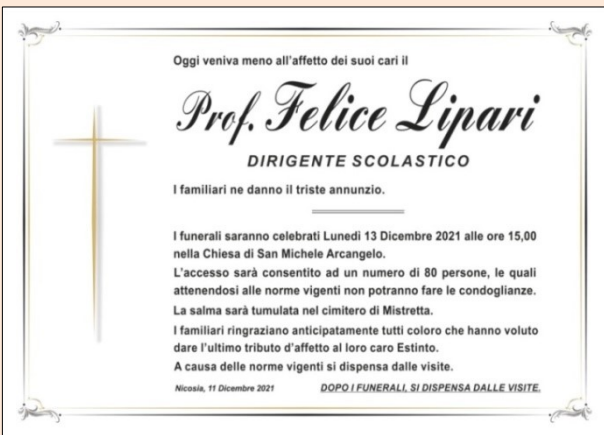 Oggi veniva meno all'affetto dei suoi cari il
Prof. Felice Lipari
DIRIGENTE SCOLASTICO
I familiari ne danno il triste annunzio.
I funerali saranno celebrati Lunedì 13 Dicembre 2021 alle ore 15,00
nella Chiesa di San Michele Arcangelo.
L'accesso sarà consentito ad un numero di 80 persone, le quali
attenendosi alle norme vigenti non potranno fare le condoglianze.
La salma sarà tumulata nel cimitero di Mistretta.
I familiari ringraziano anticipatamente tutti coloro che hanno voluto
dare l'ultimo tributo d'affetto al loro caro Estinto.
A causa delle norme vigenti si dispensa dalle visite.
Nicosia, 11 Dicembre 2021 DOPO I FUNERALI, SI DISPENSA DALLE VISITE.